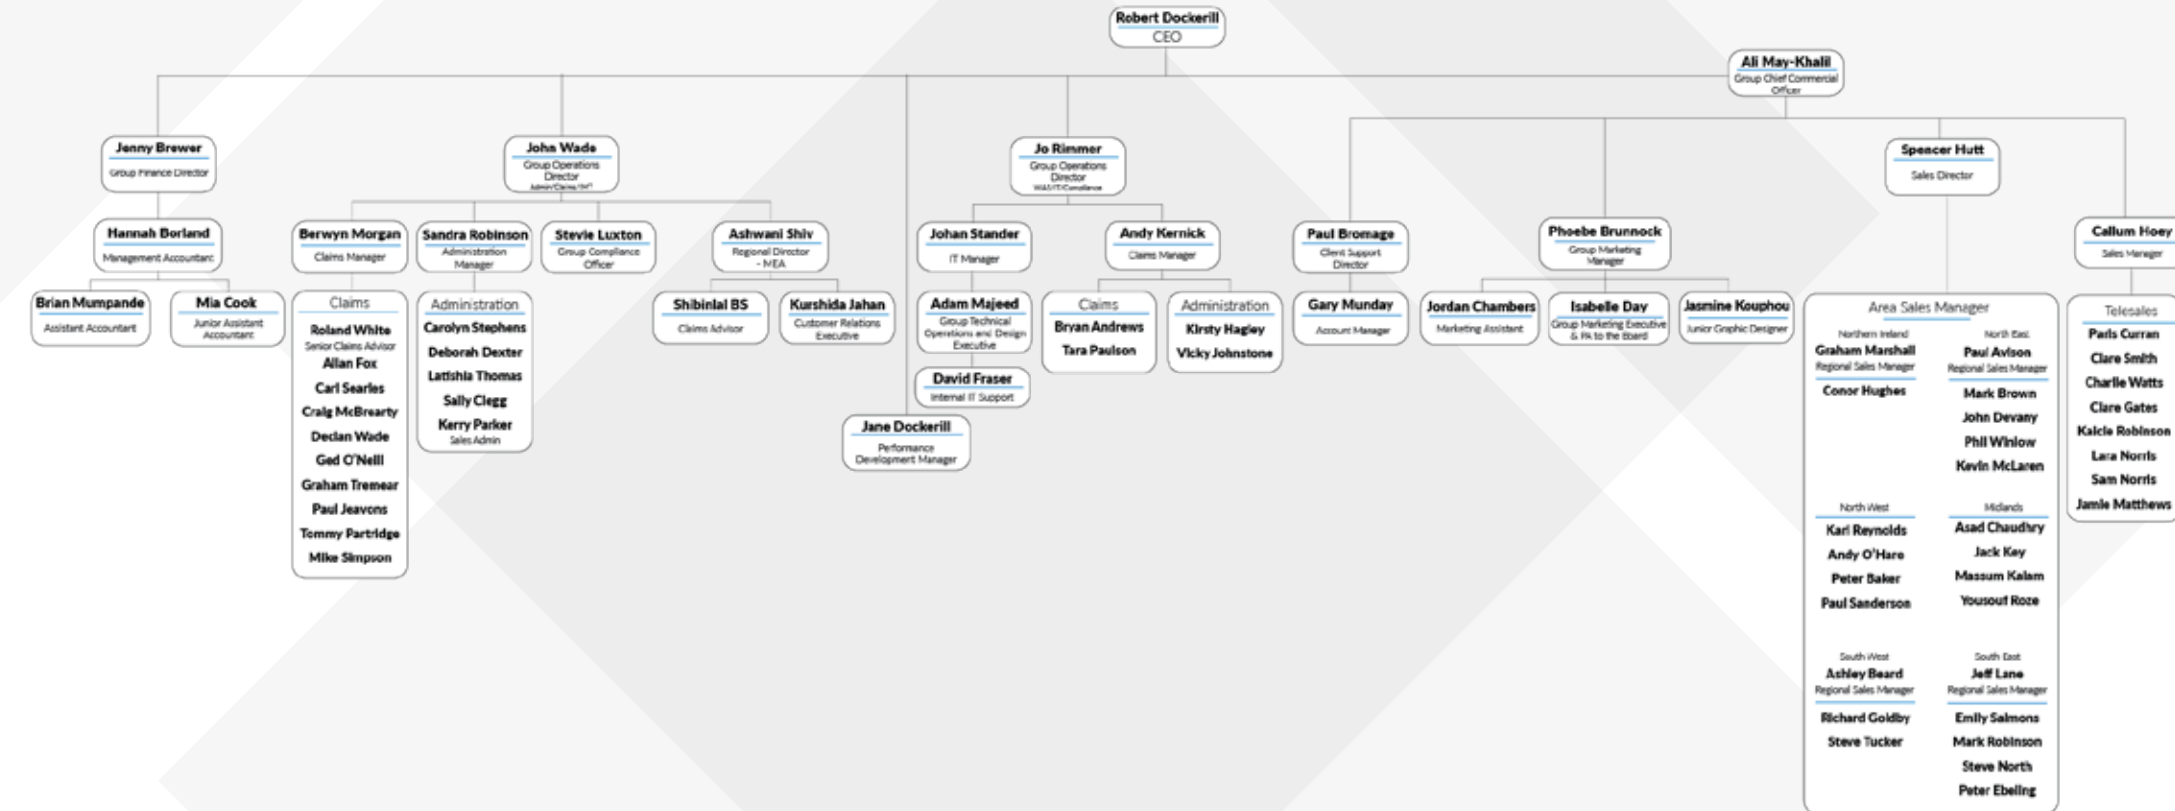 Robert Dockerill
CEO
Ali May-Khalil
Group Chief Commercial
Officer
Jenny Brewer
Group Finance Director
John Wade
Group Operations
Director
Admin/Claims/
Jo Rimmer
Group Operations
Director
WAS/IT/Compliance
Spencer Hutt
Sales Director
Hannah Borland
Management Accountant
Berwyn Morgan
Claims Manager
Sandra Robinson
Administration
Manager
Stevie Luxton
Group Compliance
Officer
Ashwani Shiv
Regional Director
- MEA
Johan Stander
IT Manager
Andy Kernick
Claims Manager
Paul Bromage
Client Support
Director
Phoebe Brunnock
Group Marketing
Manager
Callum Hoey
Sales Manager
Brian Mumpande
Assistant Accountant
Mia Cook
Junior Assistant
Accountant
Claims
Roland White
Senior Claims Advisor
Allan Fox
Carl Searles
Craig McBrearty
Declan Wade
Ged O'Neill
Graham Tremear
Paul Jeavons
Tommy Partridge
Mike Simpson
Administration
Carolyn Stephens
Deborah Dexter
Latishia Thomas
Sally Clegg
Kerry Parker
Sales Admin
Shibinlal BS
Claims Advisor
Kurshida Jahan
Customer Relations
Executive
Adam Majeed
Group Technical
Operations and Design
Executive
David Fraser
Internal IT Support
Jane Dockerill
Performance
Development Manager
Claims
Bryan Andrews
Tara Paulson
Administration
Kirsty Hagley
Vicky Johnstone
Gary Munday
Account Manager
Jordan Chambers
Marketing Assistant
Isabelle Day
Group Marketing Executive
& PA to the Board
Jasmine Kouphou
Junior Graphic Designer
Area Sales Manager
Northern Ireland
Graham Marshall
Regional Sales Manager
Conor Hughes
North East
Paul Avison
Regional Sales Manager
Mark Brown
John Devany
Phil Winlow
Kevin McLaren
North West
Karl Reynolds
Andy O'Hare
Peter Baker
Paul Sanderson
Midlands
Asad Chaudhry
Jack Key
Massum Kalam
Yousouf Roze
South West
Ashley Beard
Regional Sales Manager
Richard Goldby
Steve Tucker
South East
Jeff Lane
Regional Sales Manager
Emily Salmons
Mark Robinson
Steve North
Peter Ebeling
Telesales
Paris Curran
Clare Smith
Charlie Watts
Clare Gates
Kaicie Robinson
Lara Norris
Sam Norris
Jamie Matthews